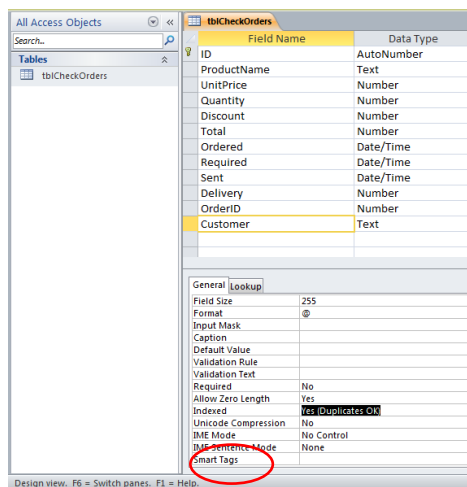 All Access Objects «
Search...
Tables
tblCheckOrders
tblCheckOrders
Field Name Data Type
ID AutoNumber
ProductName Text
UnitPrice Number
Quantity Number
Discount Number
Total Number
Ordered Date/Time
Required Date/Time
Sent Date/Time
Delivery Number
OrderID Number
Customer Text
General Lookup
Field Size 255
Format @
Input Mask
Caption
Default Value
Validation Rule
Validation Text
Required No
Allow Zero Length Yes
Indexed Yes (Duplicates OK)
Unicode Compression No
IME Mode No Control
IME Sentence Mode None
Smart Tags
Design view. F6 = Switch panes. F1 = Help.